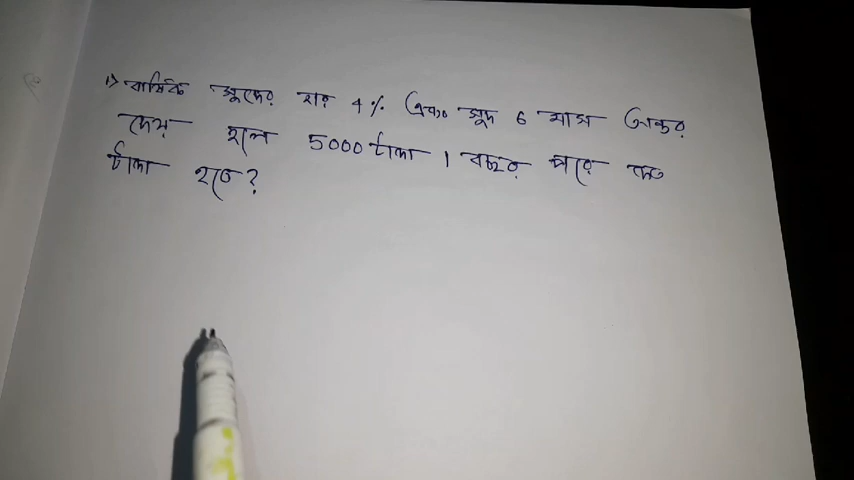 ১) বার্ষিক সুদের হার 4% এবং সুদ 6 মাস অন্তর
দেয় হলে 5000 টাকা 1 বছর পরে কত
টাকা হবে?